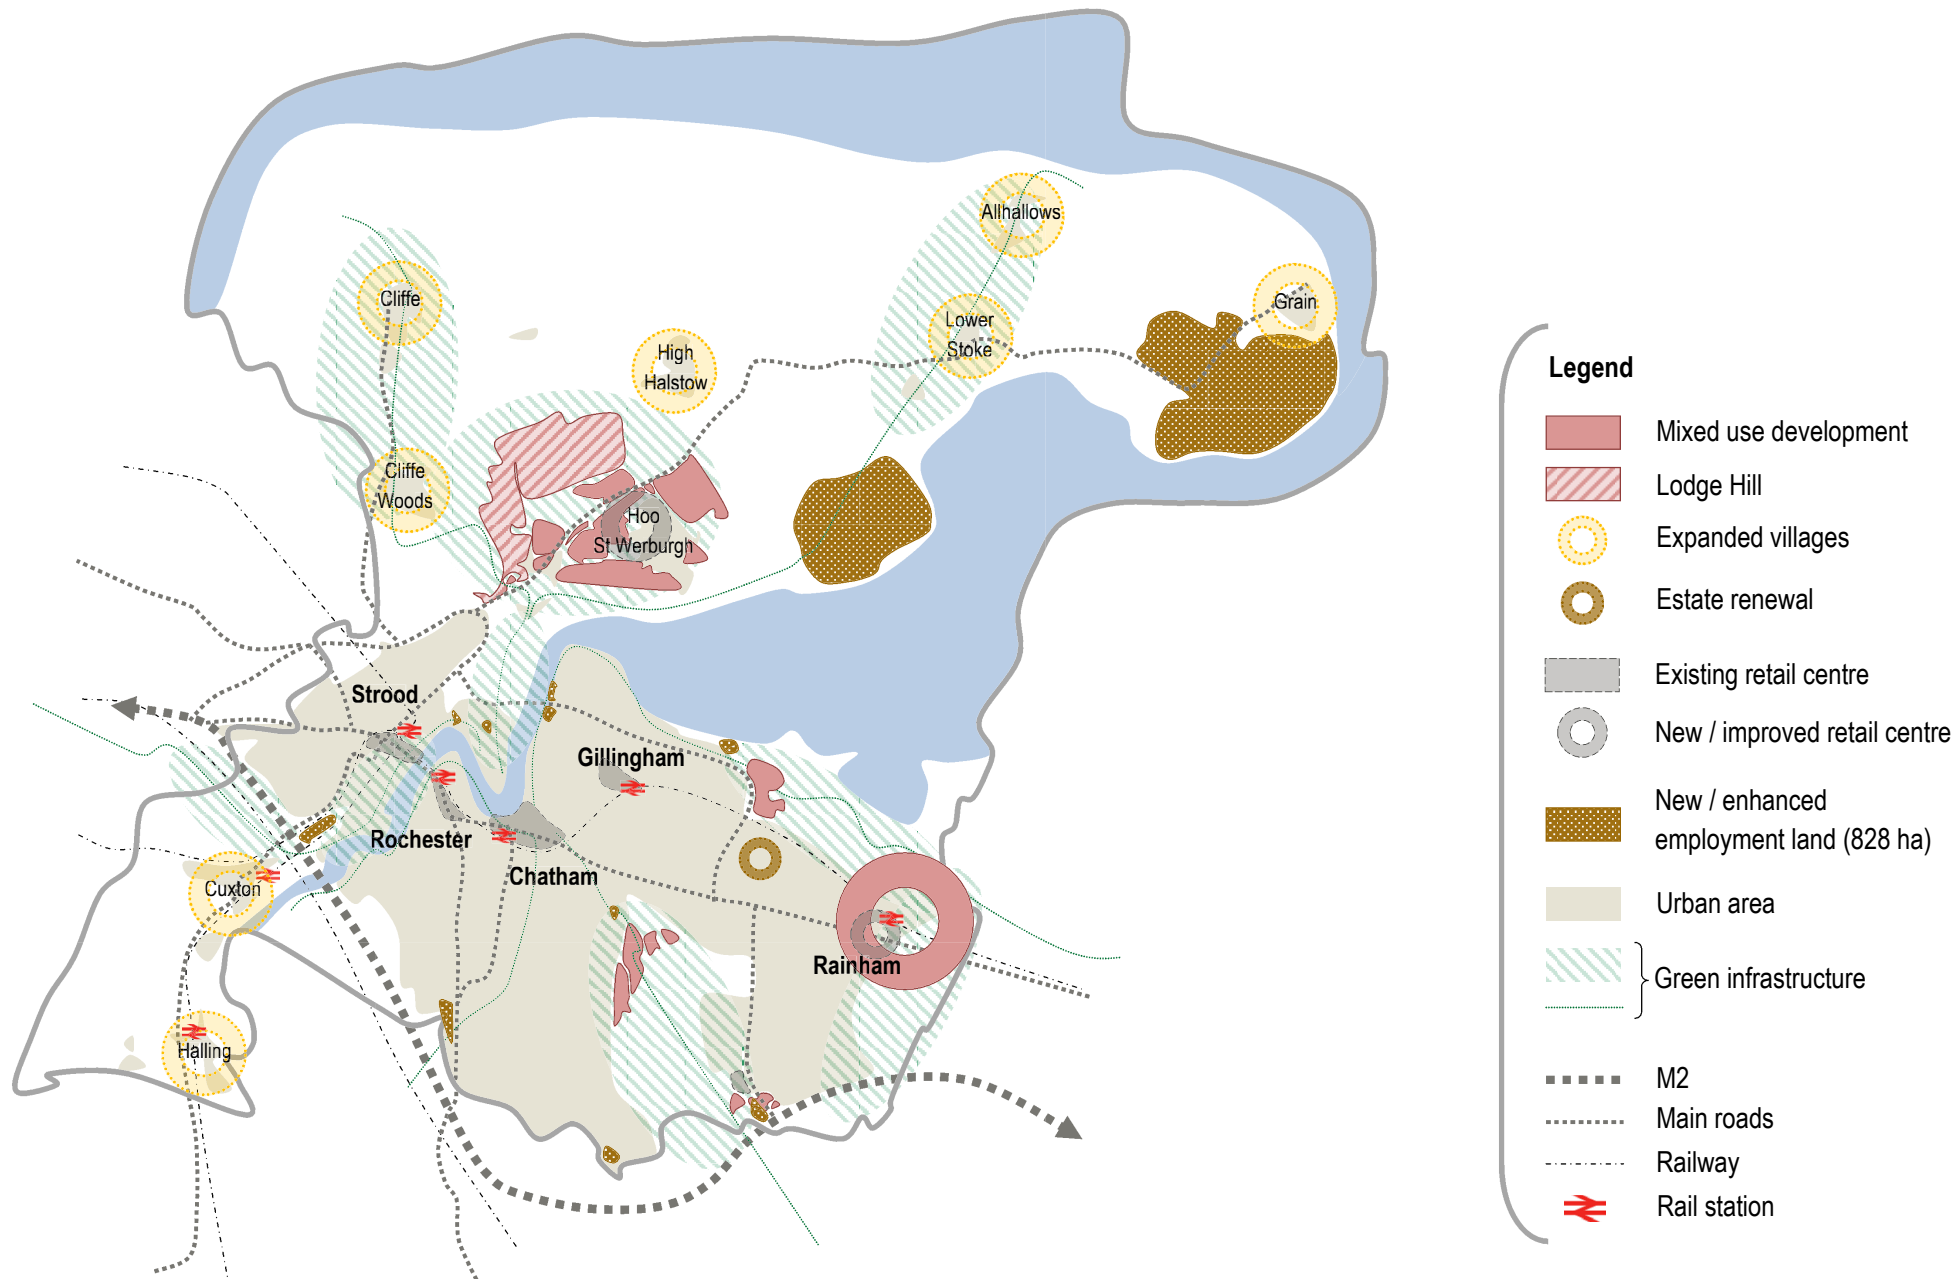 Allhallows
Cliffe
Grain
Lower
Stoke
High
Halstow
Cliffe
Woods
Hoo
St Werburgh
Strood
Gillingham
Rochester
Chatham
Cuxton
Rainham
Halling
Legend
Mixed use development
Lodge Hill
Expanded villages
Estate renewal
Existing retail centre
New / improved retail centre
New / enhanced
employment land (828 ha)
Urban area
Green infrastructure
M2
Main roads
Railway
Rail station